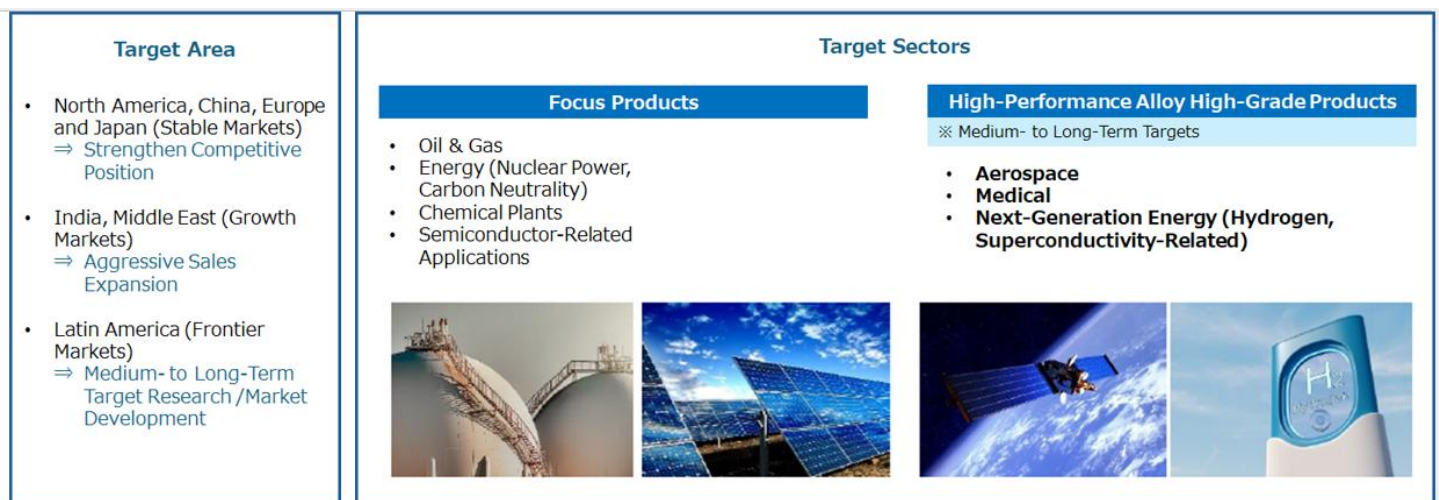 Target Area
• North America, China, Europe
and Japan (Stable Markets)
⇒ Strengthen Competitive
Position
• India, Middle East (Growth
Markets)
⇒ Aggressive Sales
Expansion
• Latin America (Frontier
Markets)
⇒ Medium- to Long-Term
Target Research /Market
Development
Target Sectors
Focus Products
• Oil & Gas
• Energy (Nuclear Power,
Carbon Neutrality)
• Chemical Plants
• Semiconductor-Related
Applications
High-Performance Alloy High-Grade Products
※ Medium- to Long-Term Targets
• Aerospace
• Medical
• Next-Generation Energy (Hydrogen,
Superconductivity-Related)
H2